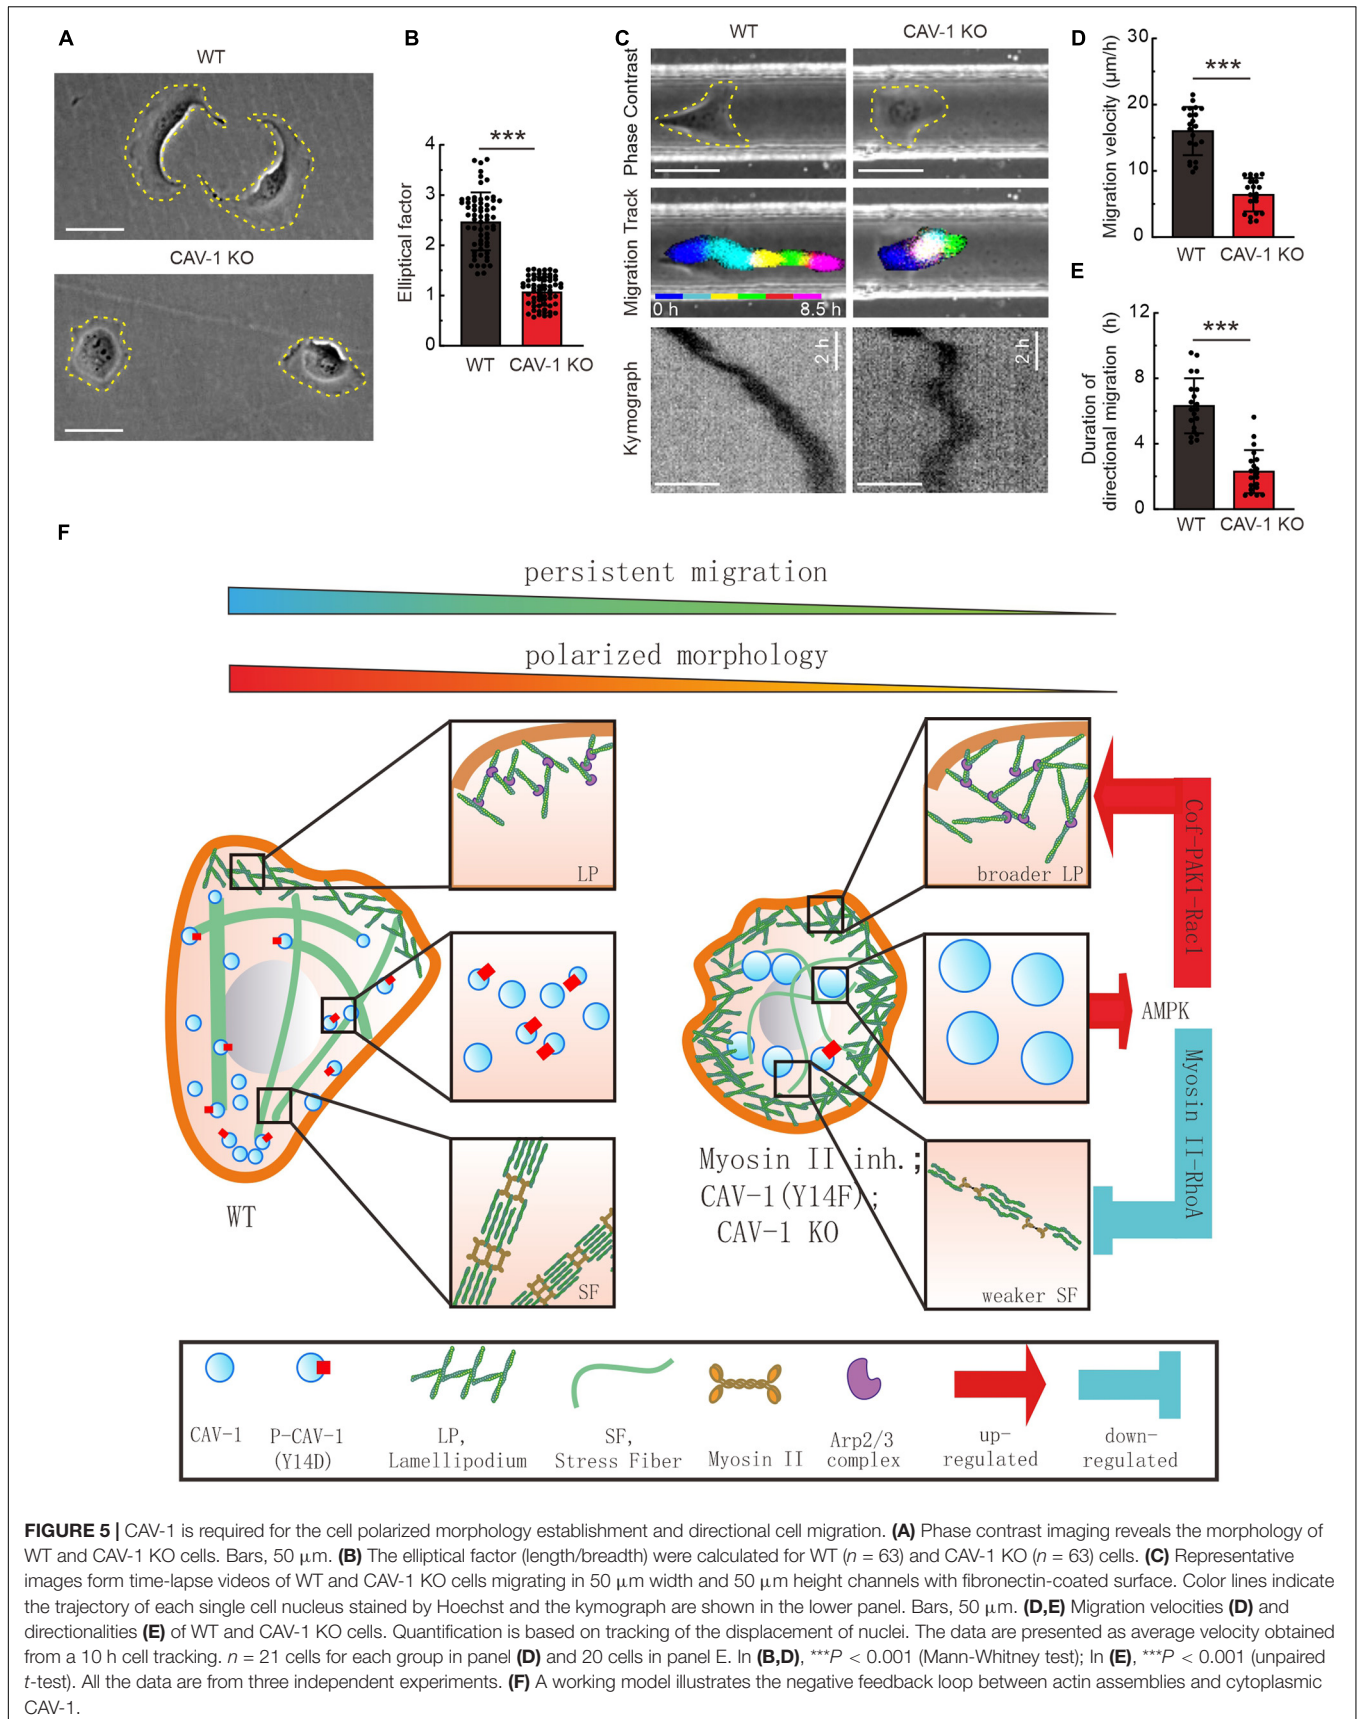 A
WT
CAV-1 KO
B
Elliptical factor
4
3
2
1
0
***
WT
CAV-1 KO
C
WT
CAV-1 KO
Phase Contrast
Migration Track
0 h
8.5 h
Kymograph
2 h
2 h
D
Migration velocity (µm/h)
30
20
10
0
***
WT
CAV-1 KO
E
Duration of
directional migration (h)
12
8
4
0
***
WT
CAV-1 KO
F
persistent migration
polarized morphology
LP
broader LP
Cof-PAK1-Rac1
AMPK
Myosin II-RhoA
SF
weaker SF
WT
Myosin II inh.;
CAV-1(Y14F);
CAV-1 KO
CAV-1
P-CAV-1
(Y14D)
LP,
Lamellipodium
SF,
Stress Fiber
Myosin II
Arp2/3
complex
up-
regulated
down-
regulated
FIGURE 5 | CAV-1 is required for the cell polarized morphology establishment and directional cell migration. (A) Phase contrast imaging reveals the morphology of
WT and CAV-1 KO cells. Bars, 50 µm. (B) The elliptical factor (length/breadth) were calculated for WT (n = 63) and CAV-1 KO (n = 63) cells. (C) Representative
images form time-lapse videos of WT and CAV-1 KO cells migrating in 50 µm width and 50 µm height channels with fibronectin-coated surface. Color lines indicate
the trajectory of each single cell nucleus stained by Hoechst and the kymograph are shown in the lower panel. Bars, 50 µm. (D,E) Migration velocities (D) and
directionalities (E) of WT and CAV-1 KO cells. Quantification is based on tracking of the displacement of nuclei. The data are presented as average velocity obtained
from a 10 h cell tracking. n = 21 cells for each group in panel (D) and 20 cells in panel E. In (B,D), ***P < 0.001 (Mann-Whitney test); In (E), ***P < 0.001 (unpaired
t-test). All the data are from three independent experiments. (F) A working model illustrates the negative feedback loop between actin assemblies and cytoplasmic
CAV-1.